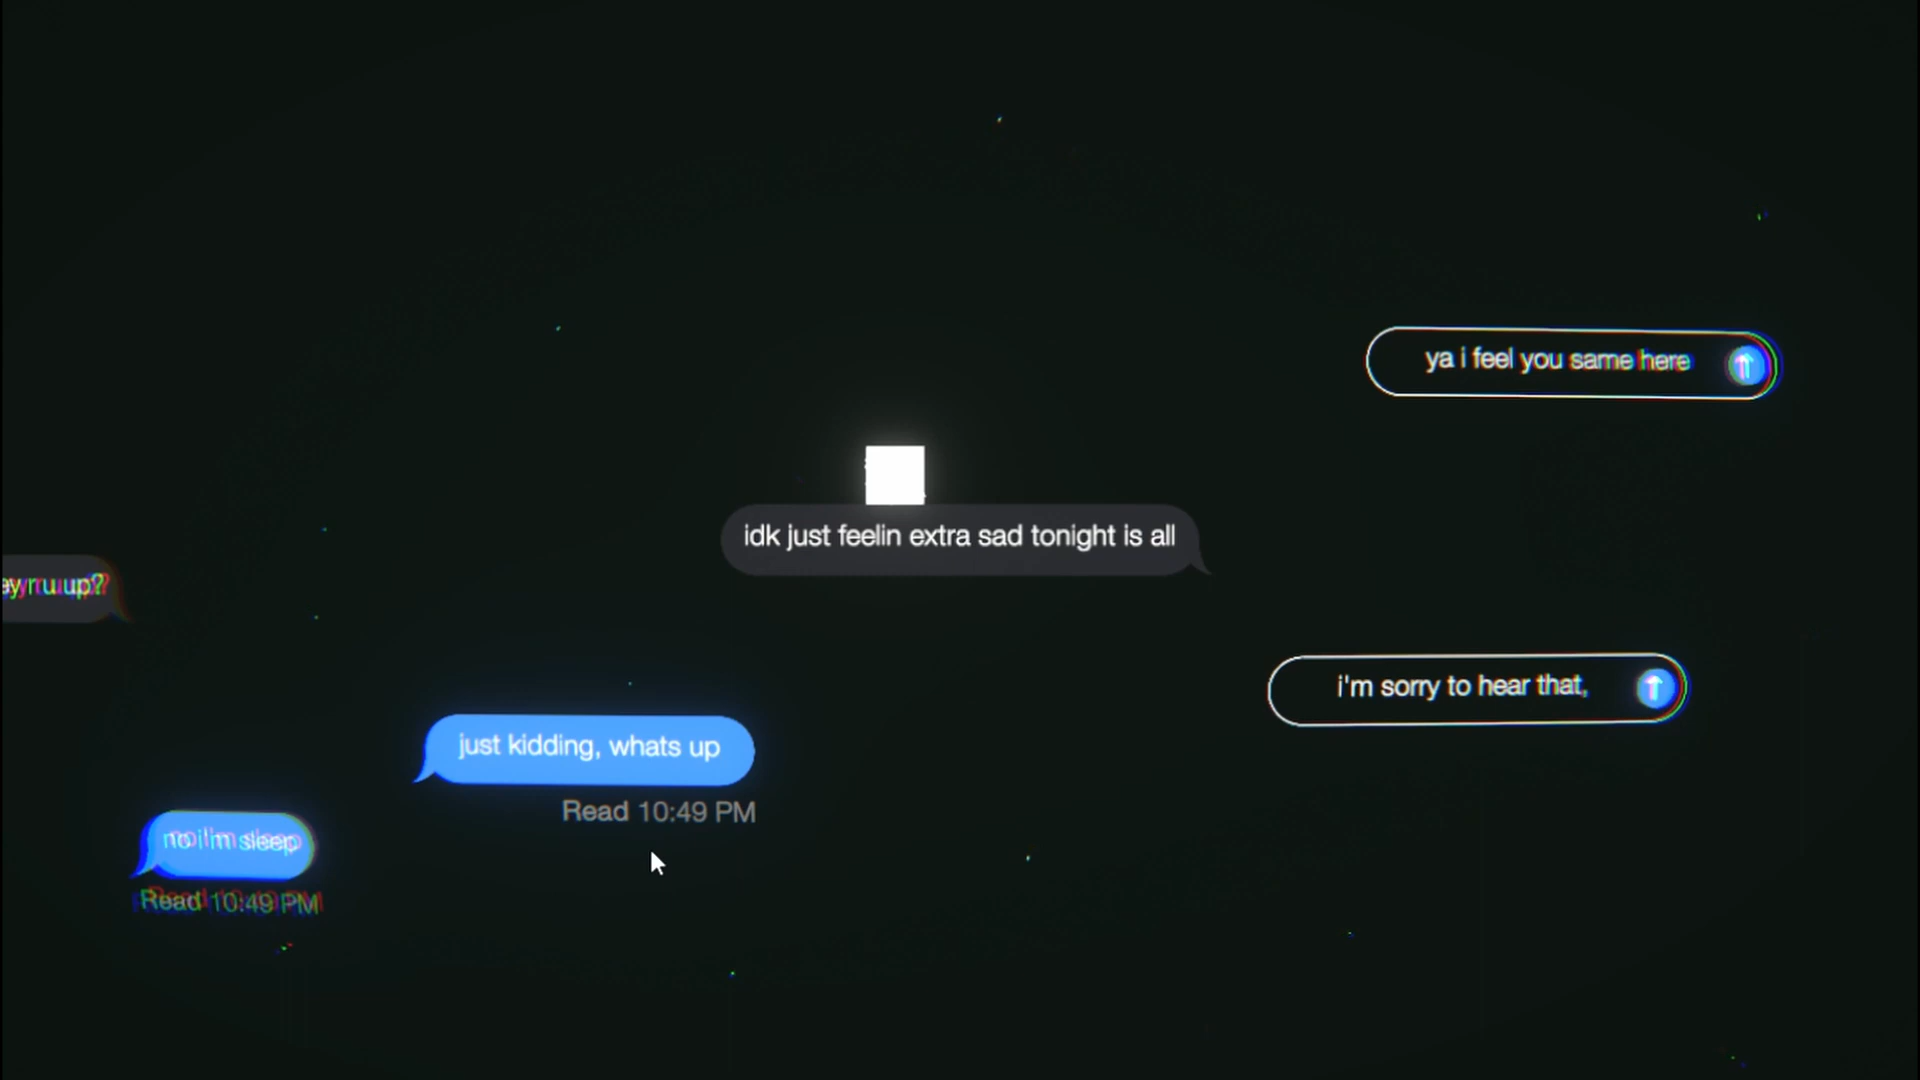 ya i feel you same here
idk just feelin extra sad tonight is all
up?
i'm sorry to hear that,
just kidding, whats up
Read 10:49 PM
no i'm sleep
Read 10:49 PM